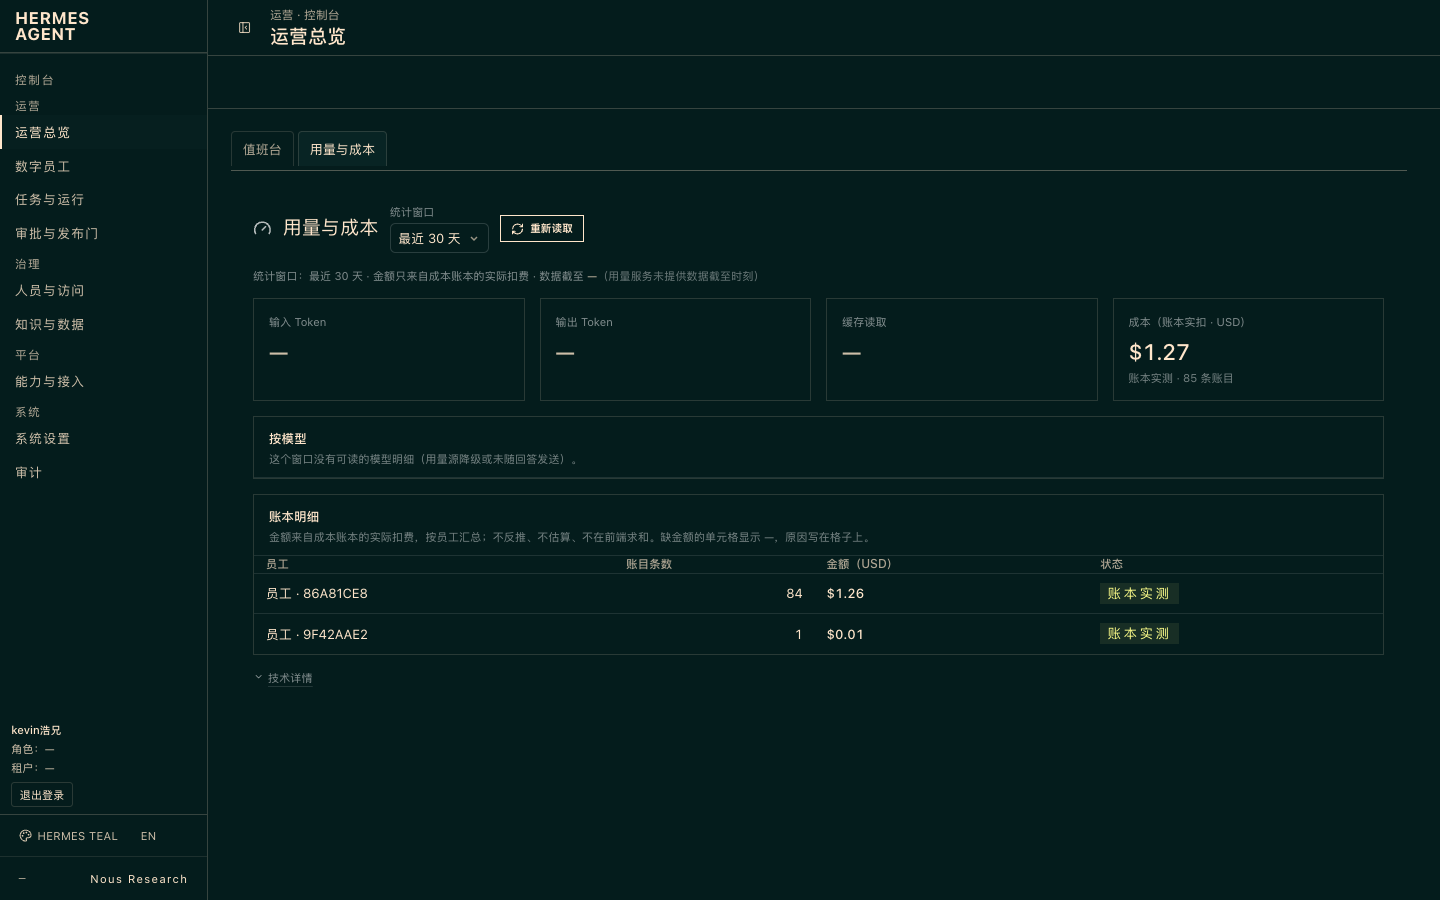 HERMES
AGENT
控制台
运营
运营总览
数字员工
任务与运行
审批与发布门
治理
人员与访问
知识与数据
平台
能力与接入
系统
系统设置
审计
kevin浩兄
角色：—
租户：—
退出登录
HERMES TEAL EN
— Nous Research
运营 · 控制台
运营总览
值班台 用量与成本
用量与成本
统计窗口
最近 30 天
重新读取
统计窗口：最近 30 天 · 金额只来自成本账本的实际扣费 · 数据截至 —（用量服务未提供数据截至时刻）
输入 Token
—
输出 Token
—
缓存读取
—
成本（账本实扣 · USD）
$1.27
账本实测 · 85 条账目
按模型
这个窗口没有可读的模型明细（用量源降级或未随回答发送）。
账本明细
金额来自成本账本的实际扣费，按员工汇总；不反推、不估算、不在前端求和。缺金额的单元格显示 —，原因写在格子上。
员工 账目条数 金额（USD） 状态
员工 · 86A81CE8 84 $1.26 账本实测
员工 · 9F42AAE2 1 $0.01 账本实测
技术详情